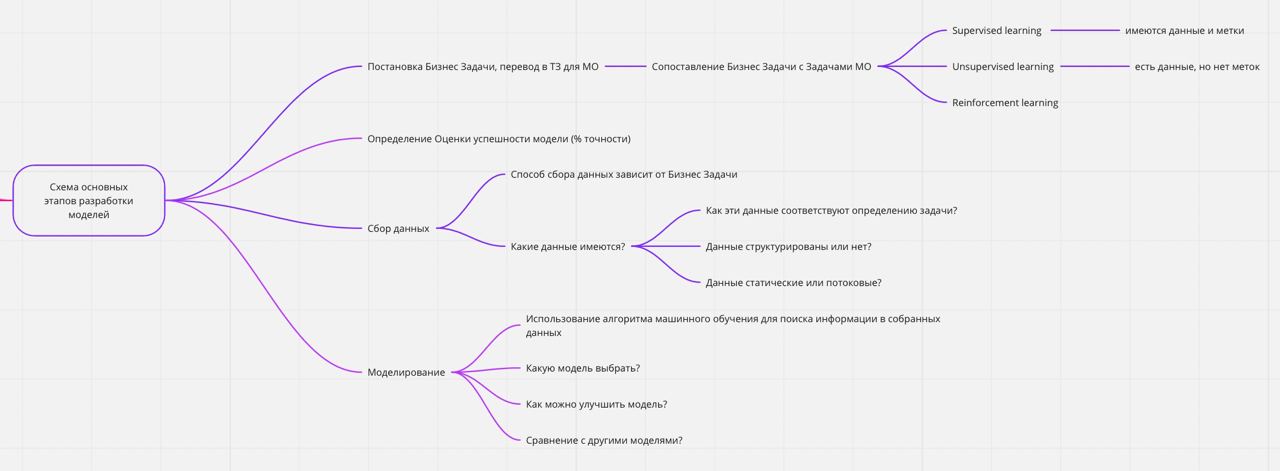 Схема основных
этапов разработки
моделей
Постановка Бизнес Задачи, перевод в ТЗ для МО
Сопоставление Бизнес Задачи с Задачами МО
Supervised learning
имеются данные и метки
Unsupervised learning
есть данные, но нет меток
Reinforcement learning
Определение Оценки успешности модели (% точности)
Сбор данных
Способ сбора данных зависит от Бизнес Задачи
Какие данные имеются?
Как эти данные соответствуют определению задачи?
Данные структурированы или нет?
Данные статические или потоковые?
Моделирование
Использование алгоритма машинного обучения для поиска информации в собранных
данных
Какую модель выбрать?
Как можно улучшить модель?
Сравнение с другими моделями?